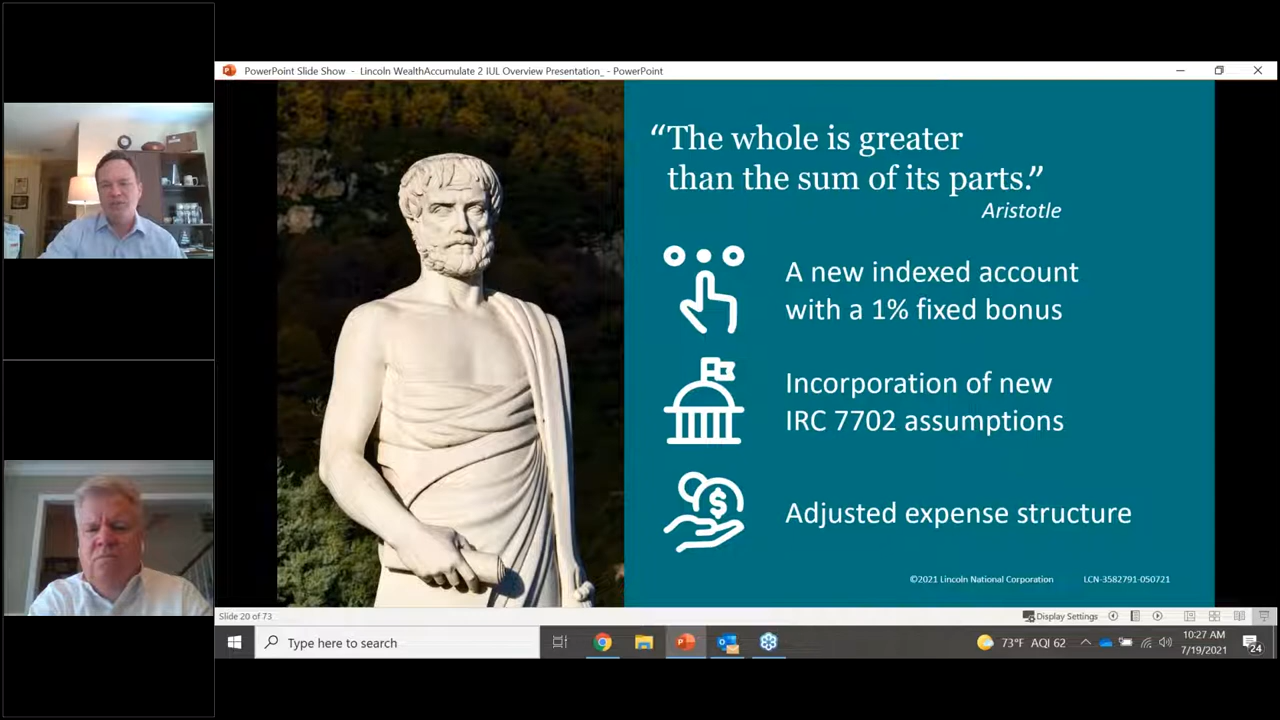 PowerPoint Slide Show - Lincoln WealthAccumulate 2 IUL Overview Presentation_ - PowerPoint
“The whole is greater
than the sum of its parts.”
Aristotle
A new indexed account
with a 1% fixed bonus
Incorporation of new
IRC 7702 assumptions
$
Adjusted expense structure
©2021 Lincoln National Corporation LCN-3582791-050721
Slide 20 of 73
Display Settings
Type here to search
73°F AQI 62
10:27 AM
7/19/2021
24